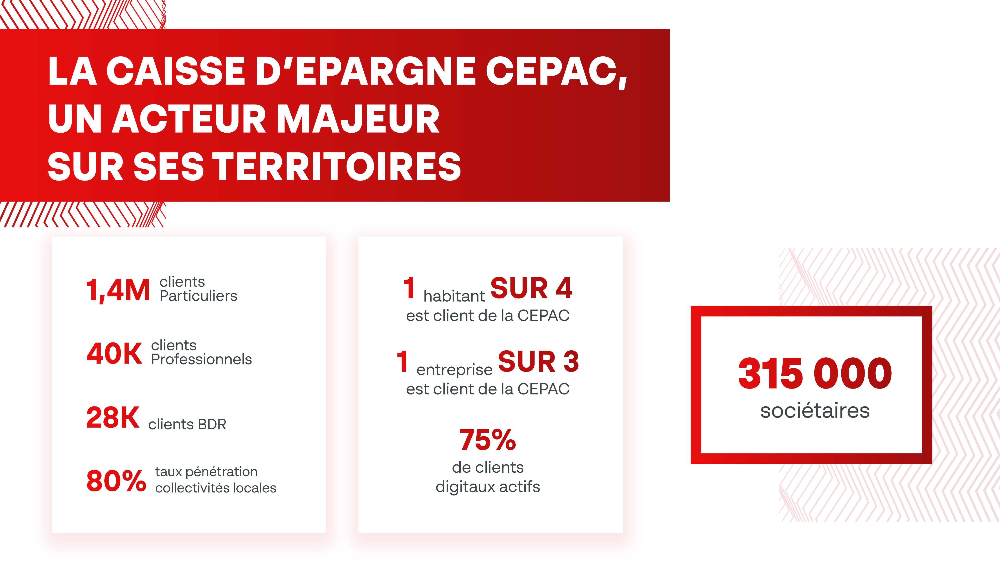 LA CAISSE D’EPARGNE CEPAC,
UN ACTEUR MAJEUR
SUR SES TERRITOIRES
1,4M clients
Particuliers
40K clients
Professionnels
28K clients BDR
80% taux pénétration
collectivités locales
1 habitant SUR 4
est client de la CEPAC
1 entreprise SUR 3
est client de la CEPAC
75%
de clients
digitaux actifs
315 000
sociétaires